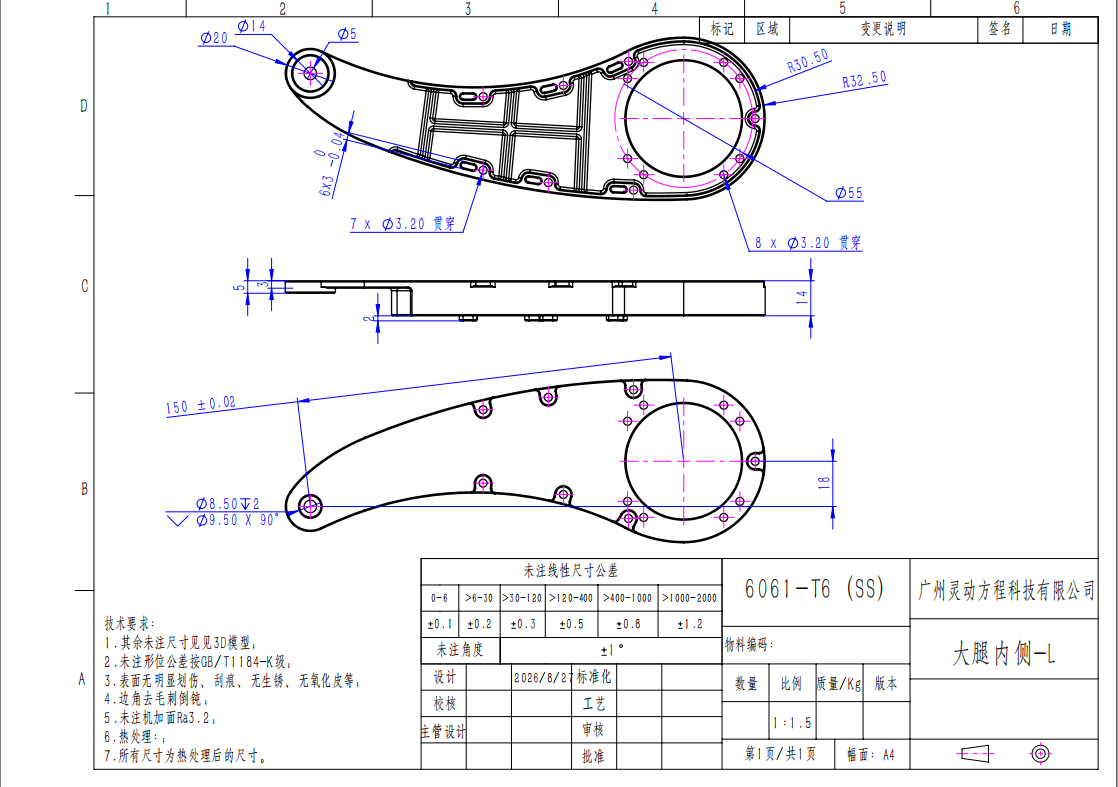 1 2 3 4 5 6
标记 区域 变更说明 签名 日期
D
C
B
A
Ø20
Ø14
Ø5
R30.50
R32.50
6X3 0 -0.04
7 x Ø3.20 贯穿
Ø55
8 x Ø3.20 贯穿
5
3
2
14
150 ±0.02
18
Ø8.50↧2
⌵ Ø9.50 X 90°
技术要求:
1.其余未注尺寸见见3D模型;
2.未注形位公差按GB/T1184-K级;
3.表面无明显划伤、刮痕、无生锈、无氧化皮等;
4.边角去毛刺倒钝;
5.未注机加面Ra3.2;
6.热处理:;
7.所有尺寸为热处理后的尺寸。
未注线性尺寸公差
0-6 >6-30 >30-120 >120-400 >400-1000 >1000-2000
±0.1 ±0.2 ±0.3 ±0.5 ±0.8 ±1.2
未注角度 ±1°
设计 2026/8/27 标准化
校核 工艺
主管设计 审核
批准
6061-T6 (SS)
物料编码:
数量 比例 质量/Kg 版本
1:1.5
第1页/共1页 幅面: A4
广州灵动方程科技有限公司
大腿内侧-L